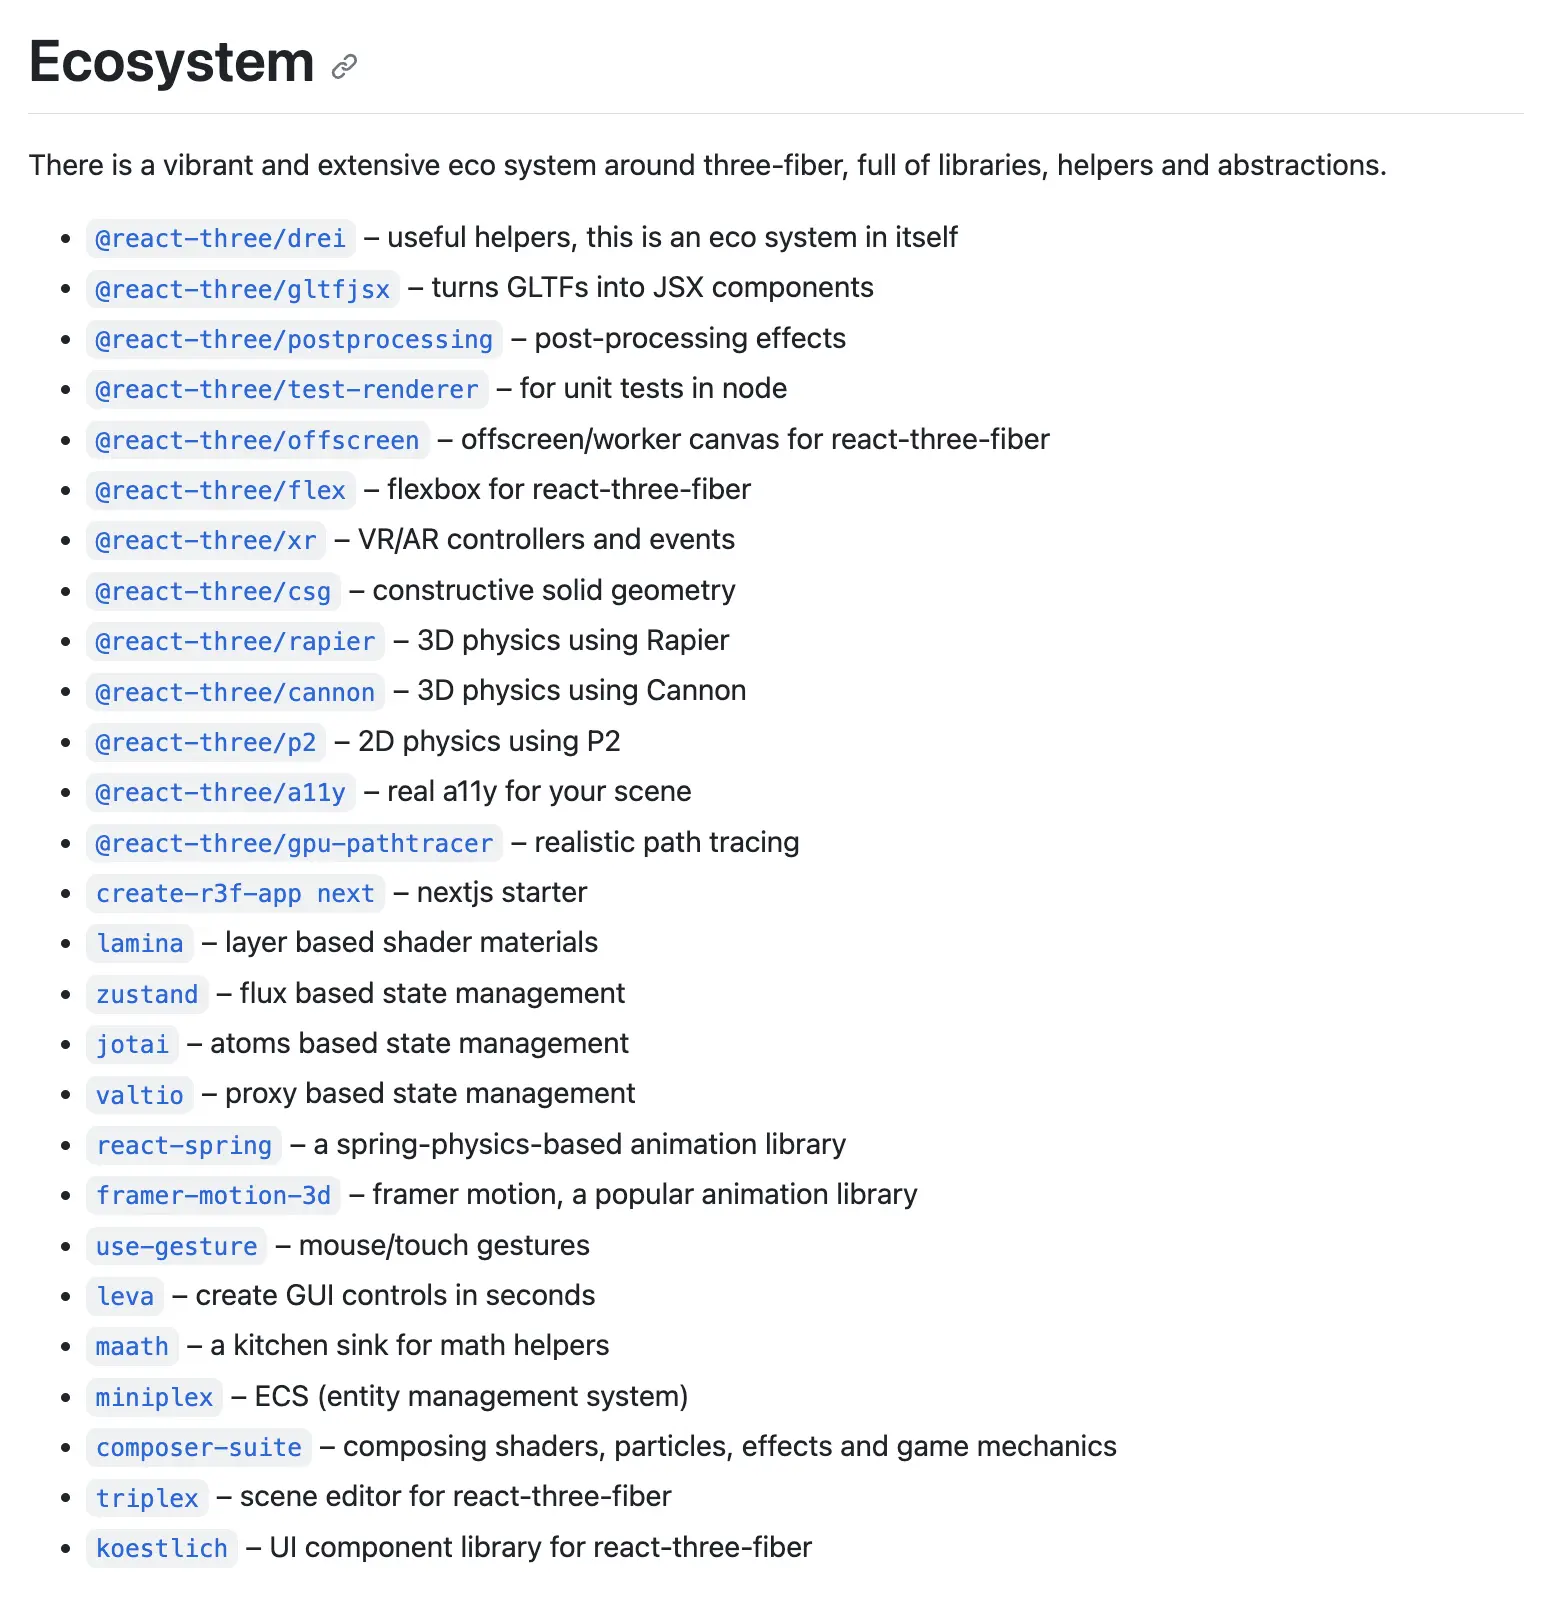 Ecosystem
There is a vibrant and extensive eco system around three-fiber, full of libraries, helpers and abstractions.
• @react-three/drei – useful helpers, this is an eco system in itself
• @react-three/gltfjsx – turns GLTFs into JSX components
• @react-three/postprocessing – post-processing effects
• @react-three/test-renderer – for unit tests in node
• @react-three/offscreen – offscreen/worker canvas for react-three-fiber
• @react-three/flex – flexbox for react-three-fiber
• @react-three/xr – VR/AR controllers and events
• @react-three/csg – constructive solid geometry
• @react-three/rapier – 3D physics using Rapier
• @react-three/cannon – 3D physics using Cannon
• @react-three/p2 – 2D physics using P2
• @react-three/a11y – real a11y for your scene
• @react-three/gpu-pathtracer – realistic path tracing
• create-r3f-app next – nextjs starter
• lamina – layer based shader materials
• zustand – flux based state management
• jotai – atoms based state management
• valtio – proxy based state management
• react-spring – a spring-physics-based animation library
• framer-motion-3d – framer motion, a popular animation library
• use-gesture – mouse/touch gestures
• leva – create GUI controls in seconds
• maath – a kitchen sink for math helpers
• miniplex – ECS (entity management system)
• composer-suite – composing shaders, particles, effects and game mechanics
• triplex – scene editor for react-three-fiber
• koestlich – UI component library for react-three-fiber